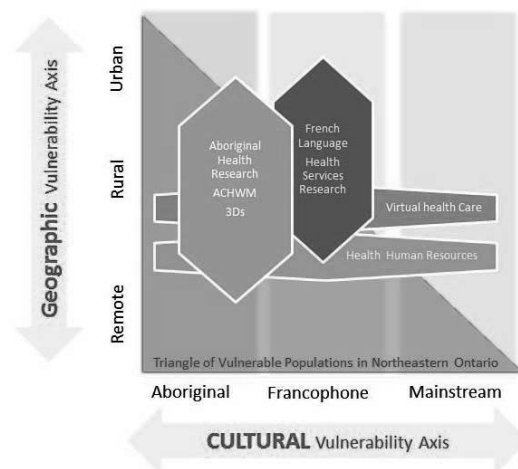 Geographic Vulnerability Axis
Urban
Rural
Remote
Aboriginal
Health
Research
ACHWM
3Ds
French
Language
Health
Services
Research
Virtual health Care
Health Human Resources
Triangle of Vulnerable Populations in Northeastern Ontario
Aboriginal Francophone Mainstream
CULTURAL Vulnerability Axis